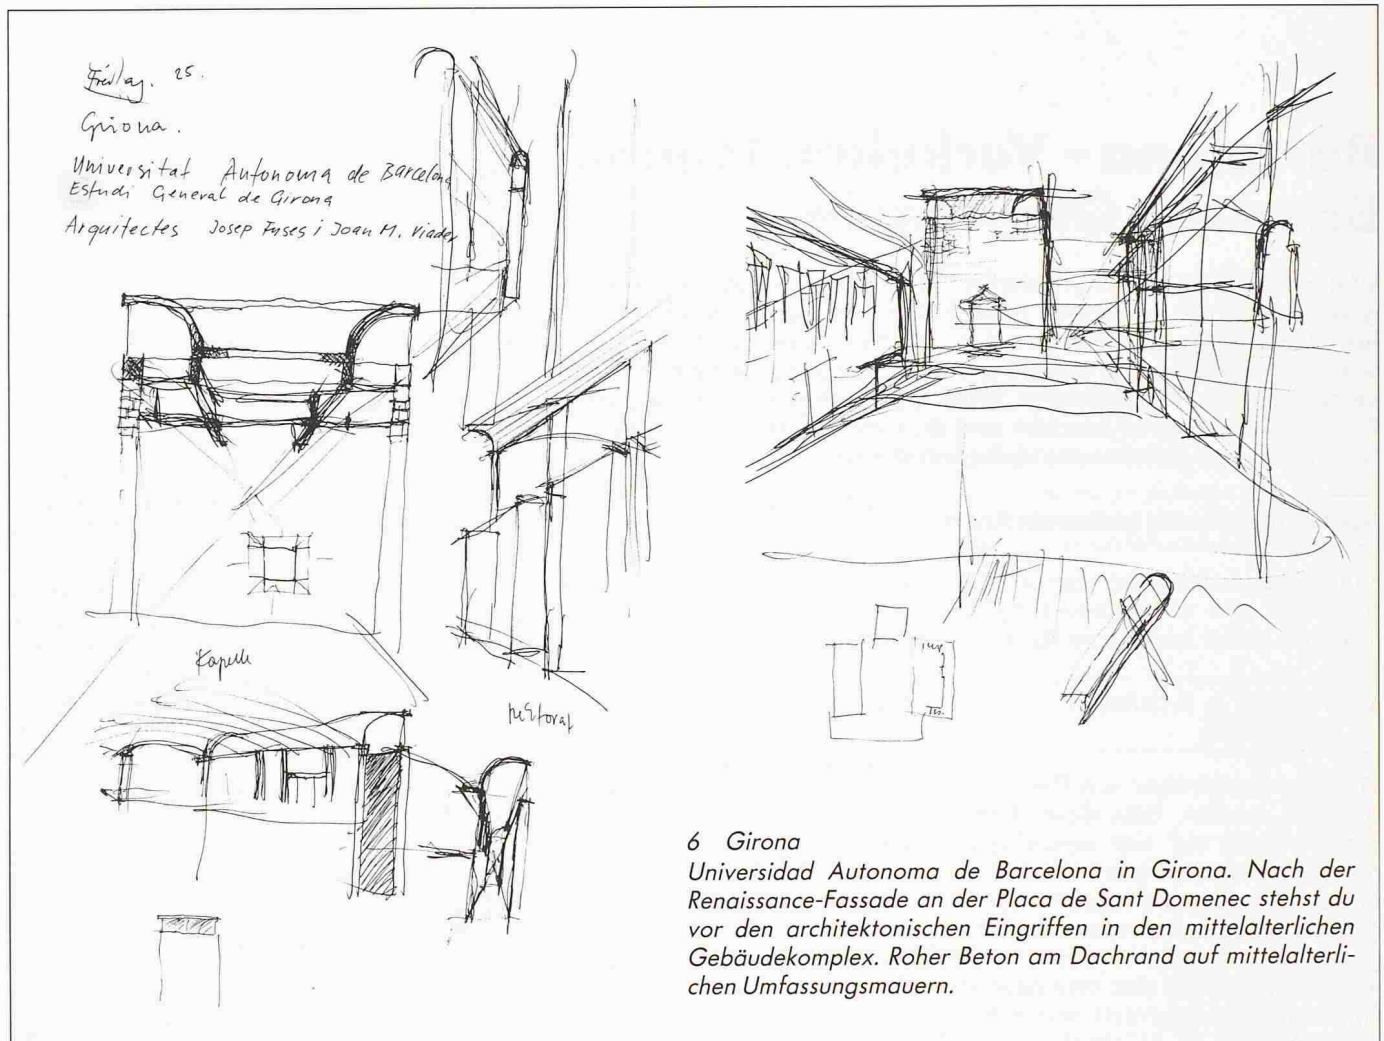 Freitag. 25.
Girona.
Universitat Autonoma de Barcelona
Estudi General de Girona
Arquitectes Josep Fuses i Joan M. Viader
Kapelle
6 Girona
Universidad Autonoma de Barcelona in Girona. Nach der
Renaissance-Fassade an der Placa de Sant Domenec stehst du
vor den architektonischen Eingriffen in den mittelalterlichen
Gebäudekomplex. Roher Beton am Dachrand auf mittelalterli-
chen Umfassungsmauern.